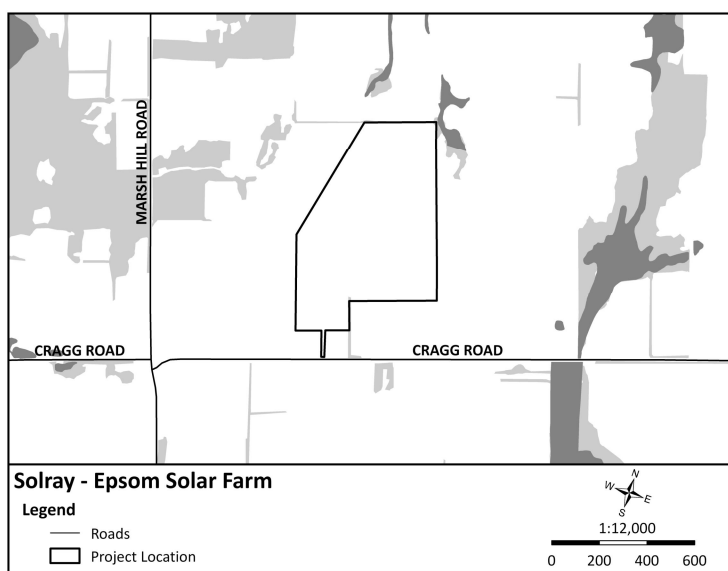 MARSH HILL ROAD
CRAGG ROAD
CRAGG ROAD
Solray - Epsom Solar Farm
Legend
Roads
Project Location
N
W
E
S
1:12,000
0 200 400 600